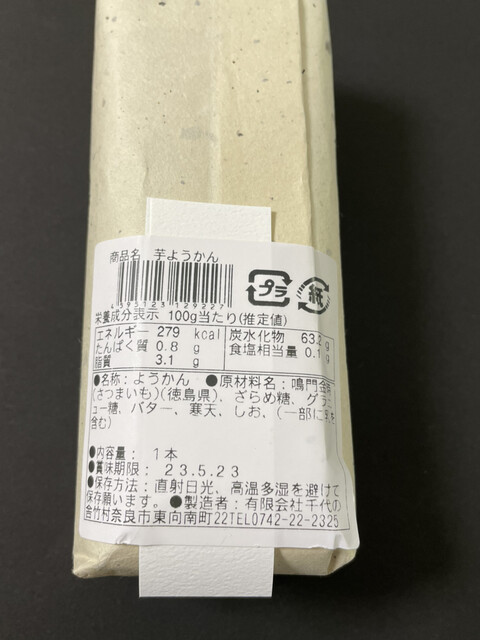 商品名 芋ようかん
4595123129227
プラ
紙
栄養成分表示 100g当たり(推定値)
エネルギー 279 kcal 炭水化物 63.2 g
たんぱく質 0.8 g 食塩相当量 0.1 g
脂質 3.1 g
●名称:ようかん ●原材料名:鳴門金時
(さつまいも)(徳島県)、ざらめ糖、グラニ
ュー糖、バター、寒天、しお、(一部に乳を
含む)
●内容量: 1本
●賞味期限: 23.5.23
●保存方法:直射日光、高温多湿を避けて
保存願います。●製造者:有限会社千代の
舎竹村奈良市東向南町22TEL0742-22-2325